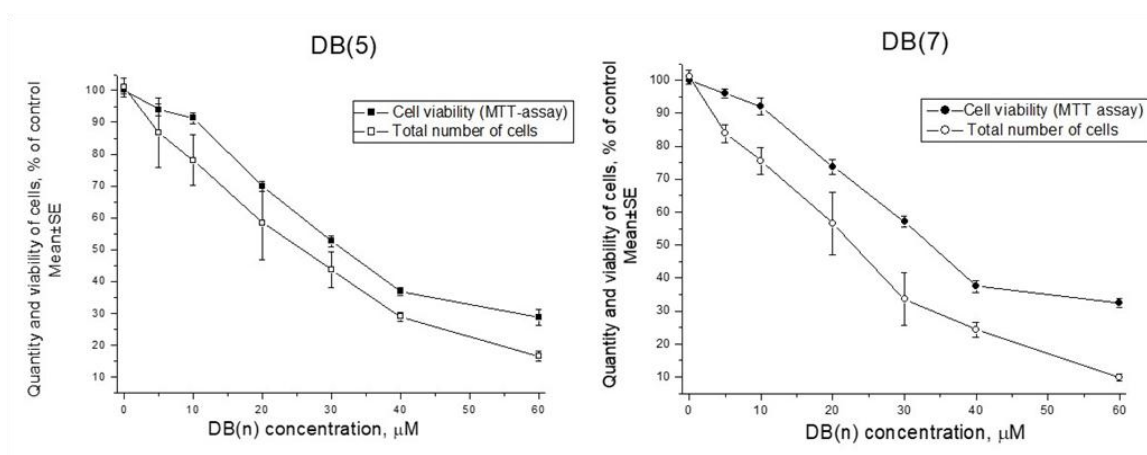 DB(5)
Quantity and viability of cells, % of control
Mean±SE
100
90
80
70
60
50
40
30
20
10
Cell viability (MTT-assay)
Total number of cells
0
10
20
30
40
50
60
DB(n) concentration, μM
DB(7)
Quantity and viability of cells, % of control
Mean±SE
100
90
80
70
60
50
40
30
20
10
Cell viability (MTT assay)
Total number of cells
0
10
20
30
40
50
60
DB(n) concentration, μM